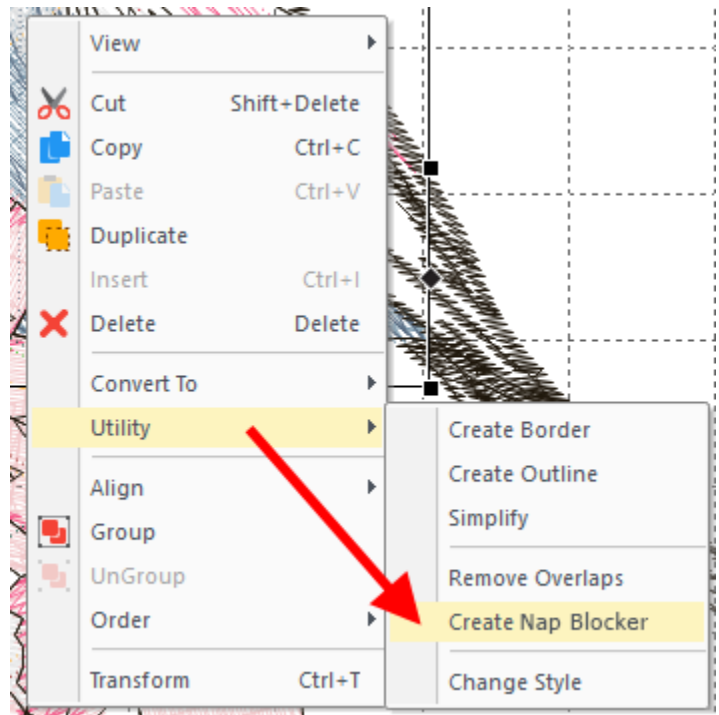 View
Cut Shift+Delete
Copy Ctrl+C
Paste Ctrl+V
Duplicate
Insert Ctrl+I
Delete Delete
Convert To
Utility
Align
Group
UnGroup
Order
Transform Ctrl+T
Create Border
Create Outline
Simplify
Remove Overlaps
Create Nap Blocker
Change Style